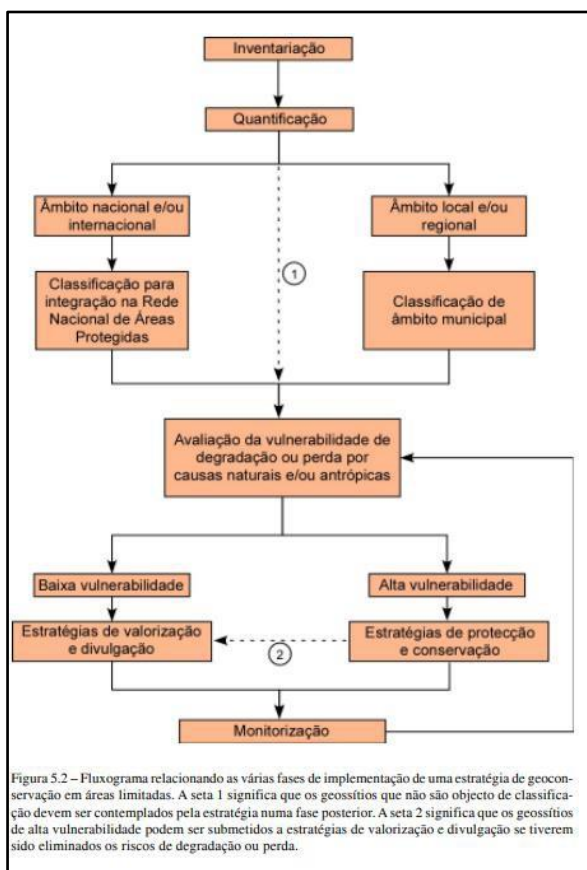 Inventariação
Quantificação
Âmbito nacional e/ou
internacional
Âmbito local e/ou
regional
1
Classificação para
integração na Rede
Nacional de Áreas
Protegidas
Classificação de
âmbito municipal
Avaliação da vulnerabilidade de
degradação ou perda por
causas naturais e/ou antrópicas
Baixa vulnerabilidade
Alta vulnerabilidade
Estratégias de valorização
e divulgação
2
Estratégias de protecção
e conservação
Monitorização
Figura 5.2 – Fluxograma relacionando as várias fases de implementação de uma estratégia de geocon-
servação em áreas limitadas. A seta 1 significa que os geossítios que não são objecto de classifica-
ção devem ser contemplados pela estratégia numa fase posterior. A seta 2 significa que os geossítios
de alta vulnerabilidade podem ser submetidos a estratégias de valorização e divulgação se tiverem
sido eliminados os riscos de degradação ou perda.